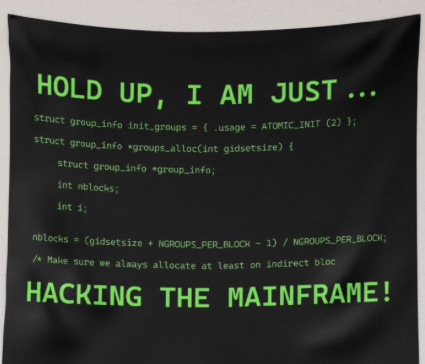 HOLD UP, I AM JUST ...
struct group_info init_groups = { .usage = ATOMIC_INIT (2) };
struct group_info *groups_alloc(int gidsetsize) {
struct group_info *group_info;
int nblocks;
int i;
nblocks = (gidsetsize + NGROUPS_PER_BLOCK - 1) / NGROUPS_PER_BLOCK;
/* Make sure we always allocate at least on indirect bloc
HACKING THE MAINFRAME!